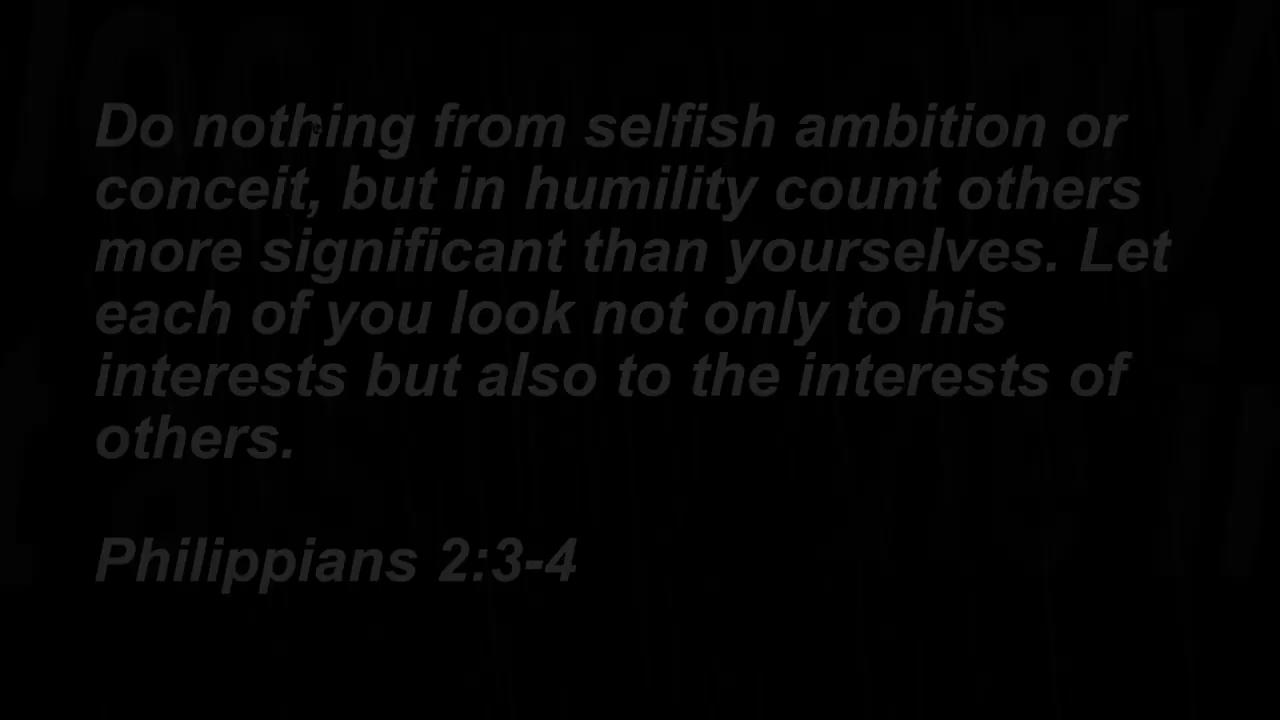 Do nothing from selfish ambition or
conceit, but in humility count others
more significant than yourselves. Let
each of you look not only to his
interests but also to the interests of
others.
Philippians 2:3-4